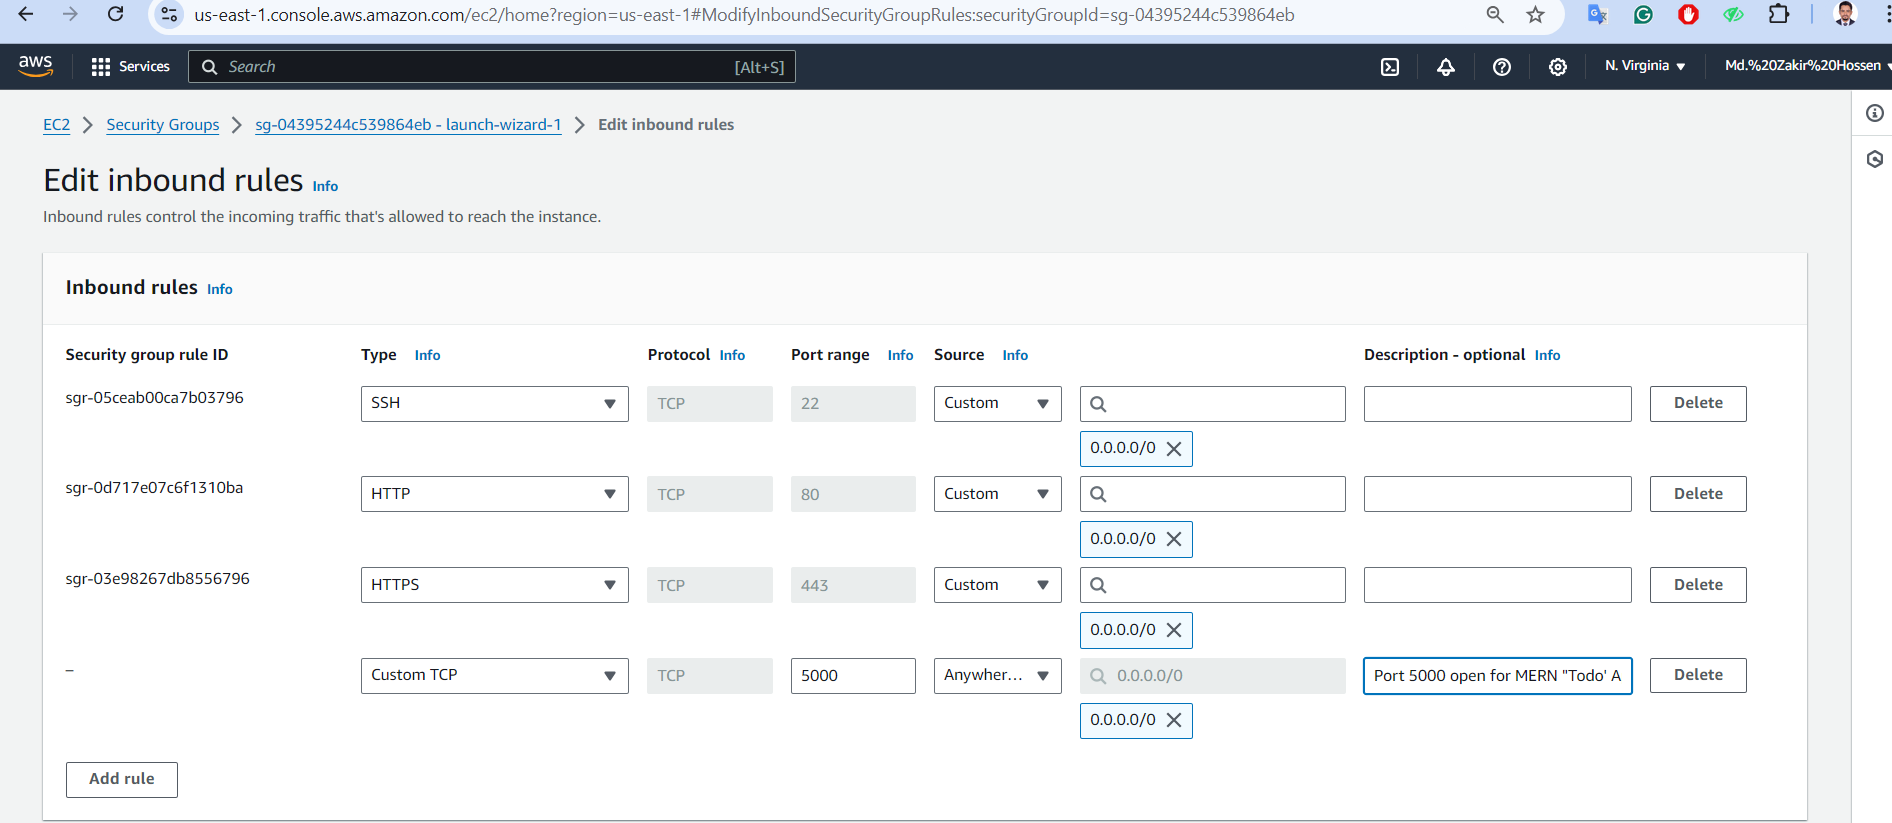 us-east-1.console.aws.amazon.com/ec2/home?region=us-east-1#ModifyInboundSecurityGroupRules:securityGroupId=sg-04395244c539864eb
aws Services Search [Alt+S] N. Virginia Md.%20Zakir%20Hossen
EC2 Security Groups sg-04395244c539864eb - launch-wizard-1 Edit inbound rules
Edit inbound rules Info
Inbound rules control the incoming traffic that's allowed to reach the instance.
Inbound rules Info
Security group rule ID Type Info Protocol Info Port range Info Source Info Description - optional Info
sgr-05ceab00ca7b03796 SSH TCP 22 Custom Delete
0.0.0.0/0
sgr-0d717e07c6f1310ba HTTP TCP 80 Custom Delete
0.0.0.0/0
sgr-03e98267db8556796 HTTPS TCP 443 Custom Delete
0.0.0.0/0
– Custom TCP TCP 5000 Anywher... 0.0.0.0/0 Port 5000 open for MERN "Todo' A Delete
0.0.0.0/0
Add rule